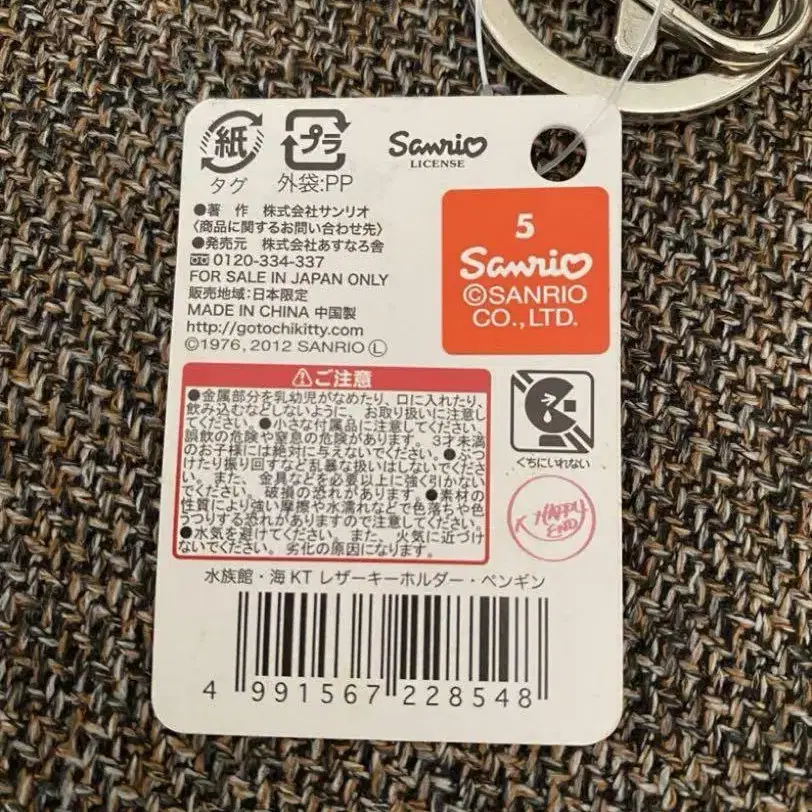 紙
タグ
プラ
外袋:PP
Sanrio
LICENSE
●著 作 株式会社サンリオ
〈商品に関するお問い合わせ先〉
●発売元 株式会社あすなろ舎
0120-334-337
FOR SALE IN JAPAN ONLY
販売地域:日本限定
MADE IN CHINA 中国製
http://gotochikitty.com
©1976, 2012 SANRIO Ⓛ
5
Sanrio
©SANRIO
CO., LTD.
⚠ご注意
●金属部分を乳幼児がなめたり、口に入れたり、
飲み込むなどしないように、お取り扱いに注意し
てください。●小さな付属品に注意してください。
誤飲の危険や窒息の危険があります。3才未満
のお子様には絶対に与えないでください。●ぶつ
けたり振り回すなど乱暴な扱いはしないでくださ
い。また、金具などを必要以上に強く引かない
でください。破損の恐れがあります。●素材の
性質により強い摩擦や水濡れなどで色落ちや色
うつりする恐れがありますので注意してください。
●水気を避けてください。また、火気に近づけ
ないでください。劣化の原因になります。
くちにいれない
HAPPY
END
水族館・海 KT レザーキーホルダー・ペンギン
4 991567 228548